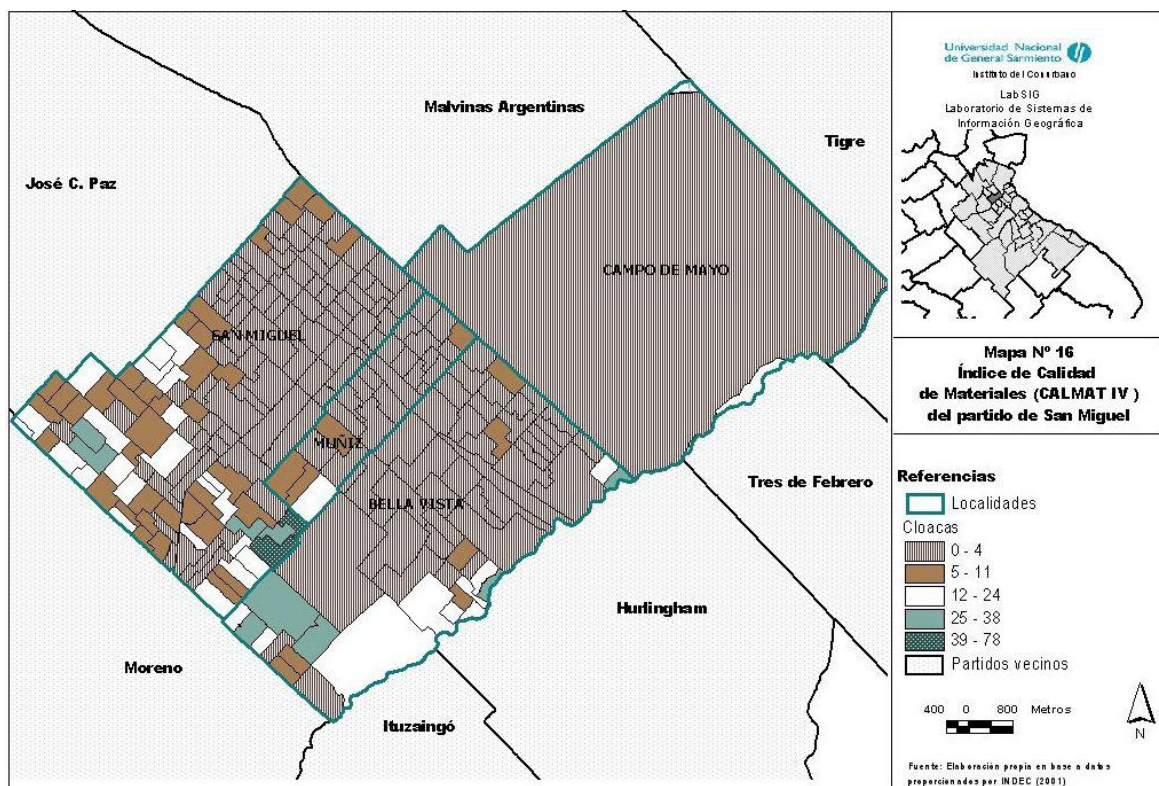 Malvinas Argentinas
Tigre
José C. Paz
CAMPO DE MAYO
SAN MIGUEL
MUÑIZ
BELLA VISTA
Tres de Febrero
Hurlingham
Moreno
Ituzaingó
Universidad Nacional
de General Sarmiento
Instituto del Conurbano
LabSIG
Laboratorio de Sistemas de
Información Geográfica
Mapa Nº 16
Índice de Calidad
de Materiales (CALMAT IV )
del partido de San Miguel
Referencias
Localidades
Cloacas
0 - 4
5 - 11
12 - 24
25 - 38
39 - 78
Partidos vecinos
400 0 800 Metros
N
Fuente: Elaboración propia en base a datos
proporcionados por INDEC (2001)